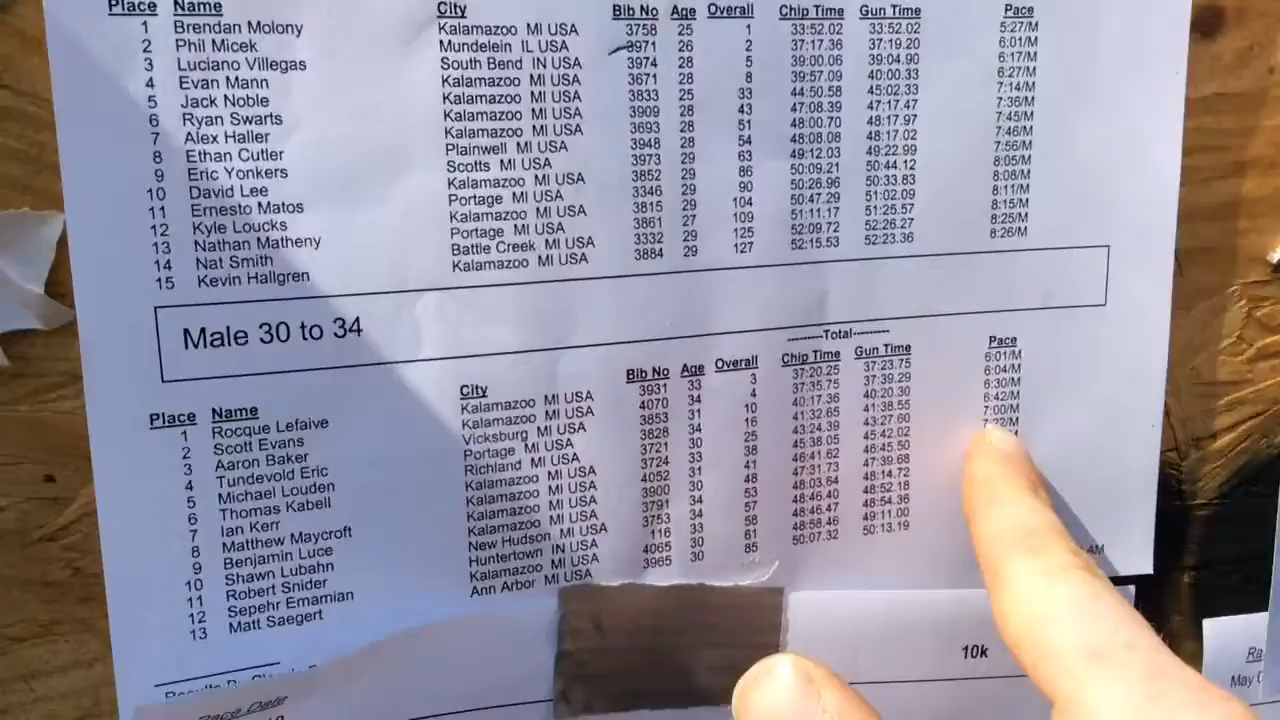 Place Name City Bib No Age Overall Chip Time Gun Time Pace
1 Brendan Molony Kalamazoo MI USA 3758 25 1 33:52.02 33:52.02 5:27/M
2 Phil Micek Mundelein IL USA 3971 26 2 37:17.36 37:19.20 6:01/M
3 Luciano Villegas South Bend IN USA 3974 28 5 39:00.06 39:04.90 6:17/M
4 Evan Mann Kalamazoo MI USA 3671 28 8 39:57.09 40:00.33 6:27/M
5 Jack Noble Kalamazoo MI USA 3833 25 33 44:50.58 45:02.33 7:14/M
6 Ryan Swarts Kalamazoo MI USA 3909 28 43 47:08.39 47:17.47 7:36/M
7 Alex Haller Kalamazoo MI USA 3693 28 51 48:00.70 48:17.97 7:45/M
8 Ethan Cutler Plainwell MI USA 3948 28 54 48:08.08 48:17.02 7:46/M
9 Eric Yonkers Scotts MI USA 3973 29 63 49:12.03 49:22.99 7:56/M
10 David Lee Kalamazoo MI USA 3852 29 86 50:09.21 50:44.12 8:05/M
11 Ernesto Matos Portage MI USA 3346 29 90 50:26.96 50:33.83 8:08/M
12 Kyle Loucks Kalamazoo MI USA 3815 29 104 50:47.29 51:02.09 8:11/M
13 Nathan Matheny Portage MI USA 3861 27 109 51:11.17 51:25.57 8:15/M
14 Nat Smith Battle Creek MI USA 3332 29 125 52:09.72 52:26.27 8:25/M
15 Kevin Hallgren Kalamazoo MI USA 3884 29 127 52:15.53 52:23.36 8:26/M
Male 30 to 34
---------Total---------
Place Name City Bib No Age Overall Chip Time Gun Time Pace
1 Rocque Lefaive Kalamazoo MI USA 3931 33 3 37:20.25 37:23.75 6:01/M
2 Scott Evans Kalamazoo MI USA 4070 34 4 37:35.75 37:39.29 6:04/M
3 Aaron Baker Vicksburg MI USA 3853 31 10 40:17.36 40:20.30 6:30/M
4 Tundevold Eric Portage MI USA 3828 34 16 41:32.65 41:38.55 6:42/M
5 Michael Louden Richland MI USA 3721 30 25 43:24.39 43:27.60 7:00/M
6 Thomas Kabell Kalamazoo MI USA 3724 33 38 45:38.05 45:42.02 7:22/M
7 Ian Kerr Kalamazoo MI USA 4052 31 41 46:41.62 46:45.50
8 Matthew Maycroft Kalamazoo MI USA 3900 30 48 47:31.73 47:39.68
9 Benjamin Luce Kalamazoo MI USA 3791 34 53 48:03.64 48:14.72
10 Shawn Lubahn New Hudson MI USA 3753 34 57 48:46.40 48:52.18
11 Robert Snider Huntertown IN USA 116 33 58 48:46.47 48:54.36
12 Sepehr Emamian Kalamazoo MI USA 4065 30 61 48:58.46 49:11.00
13 Matt Saegert Ann Arbor MI USA 3965 30 85 50:07.32 50:13.19
AM
10k
Race Date
Ra
May